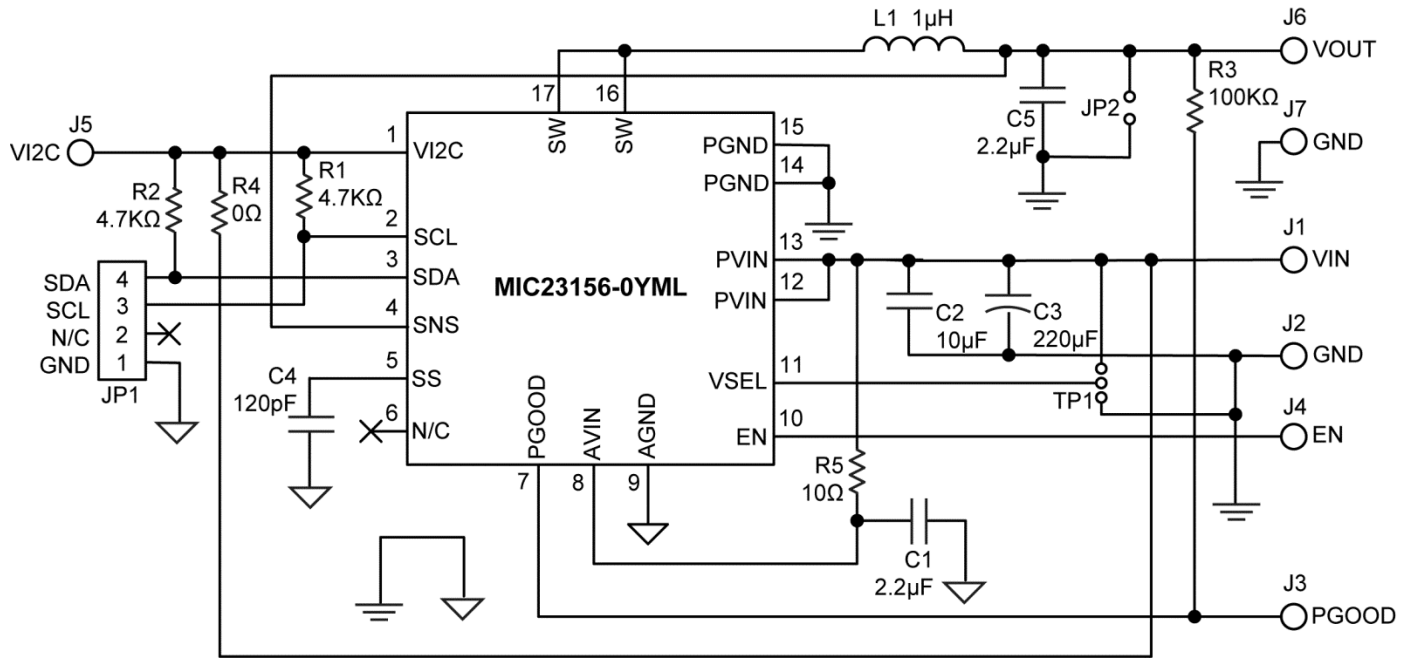 L1 1µH
J6
VOUT
R3
100KΩ
C5
2.2µF
JP2
J7
GND
17
16
SW
SW
J5
VI2C
1
VI2C
15
PGND
14
PGND
R2
4.7KΩ
R4
0Ω
R1
4.7KΩ
2
SCL
3
SDA
MIC23156-0YML
13
PVIN
12
PVIN
J1
VIN
SDA 4
SCL 3
N/C 2
GND 1
JP1
4
SNS
C2
10µF
C3
220µF
J2
GND
C4
120pF
5
SS
11
VSEL
TP1
6
N/C
10
EN
J4
EN
PGOOD
AVIN
AGND
7
8
9
R5
10Ω
C1
2.2µF
J3
PGOOD